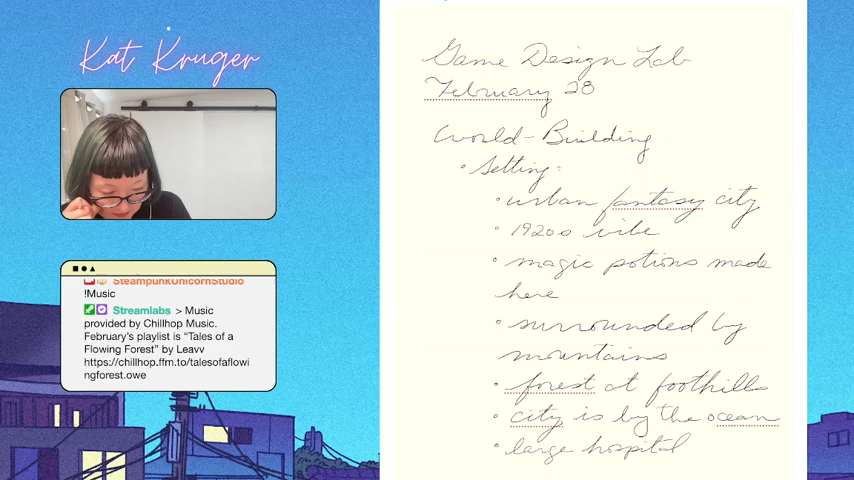 Kat Kruger
SteampunkUnicornStudio
!Music
Streamlabs > Music
provided by Chillhop Music.
February's playlist is "Tales of a
Flowing Forest" by Leavv
https://chillhop.ffm.to/talesofaflowi
ngforest.owe
Game Design Lab
February 28
World-Building
• Setting:
• urban fantasy city
• 1920s vibe
• magic potions made
here
• surrounded by
mountains
• forest at foothills
• city is by the ocean
• large hospital